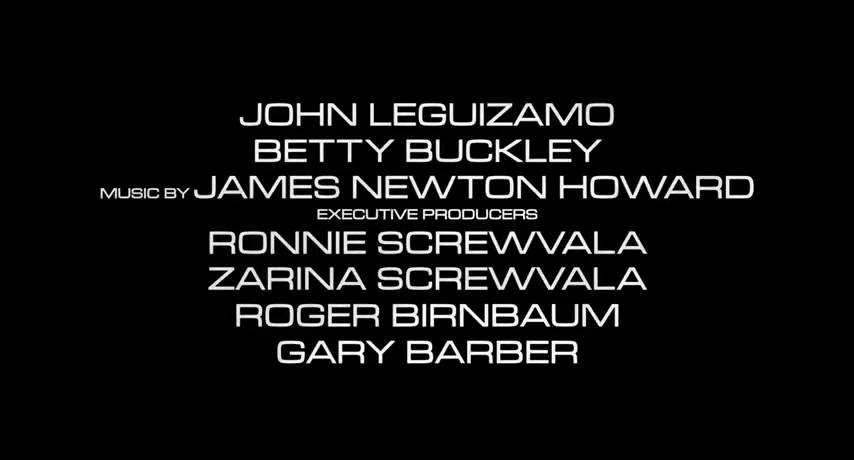 JOHN LEGUIZAMO
BETTY BUCKLEY
MUSIC BY JAMES NEWTON HOWARD
EXECUTIVE PRODUCERS
RONNIE SCREWVALA
ZARINA SCREWVALA
ROGER BIRNBAUM
GARY BARBER